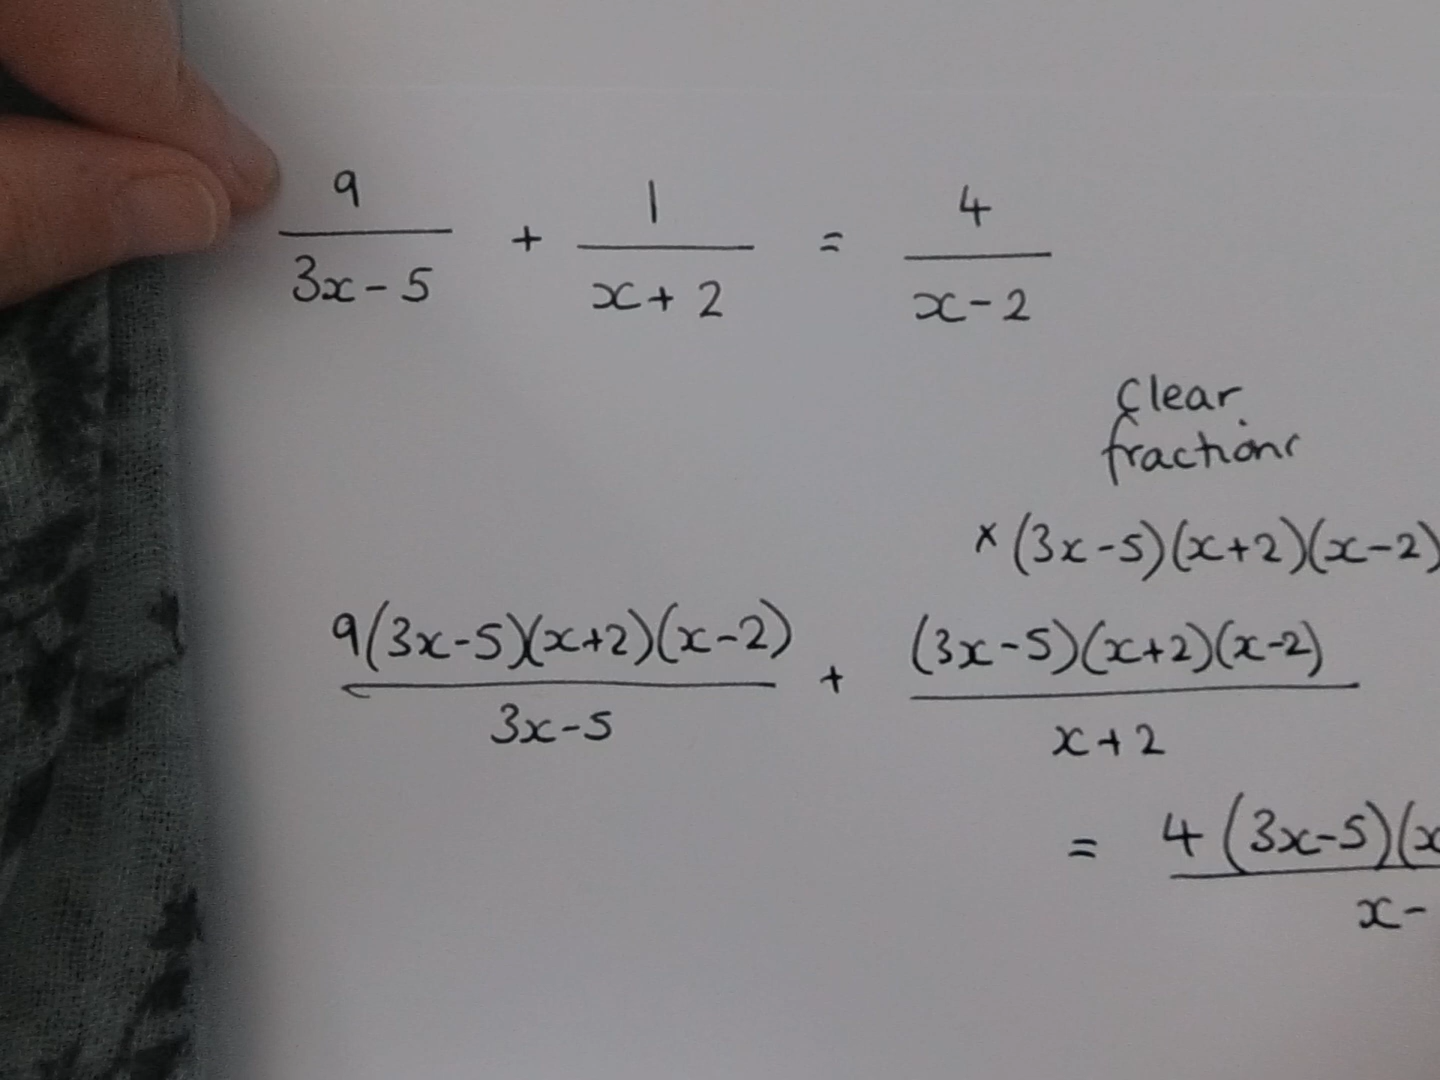 9/(3x-5) + 1/(x+2) = 4/(x-2)
Clear
fractions
×(3x-5)(x+2)(x-2)
9(3x-5)(x+2)(x-2)/(3x-5) + (3x-5)(x+2)(x-2)/(x+2)
= 4(3x-5)(x
x-